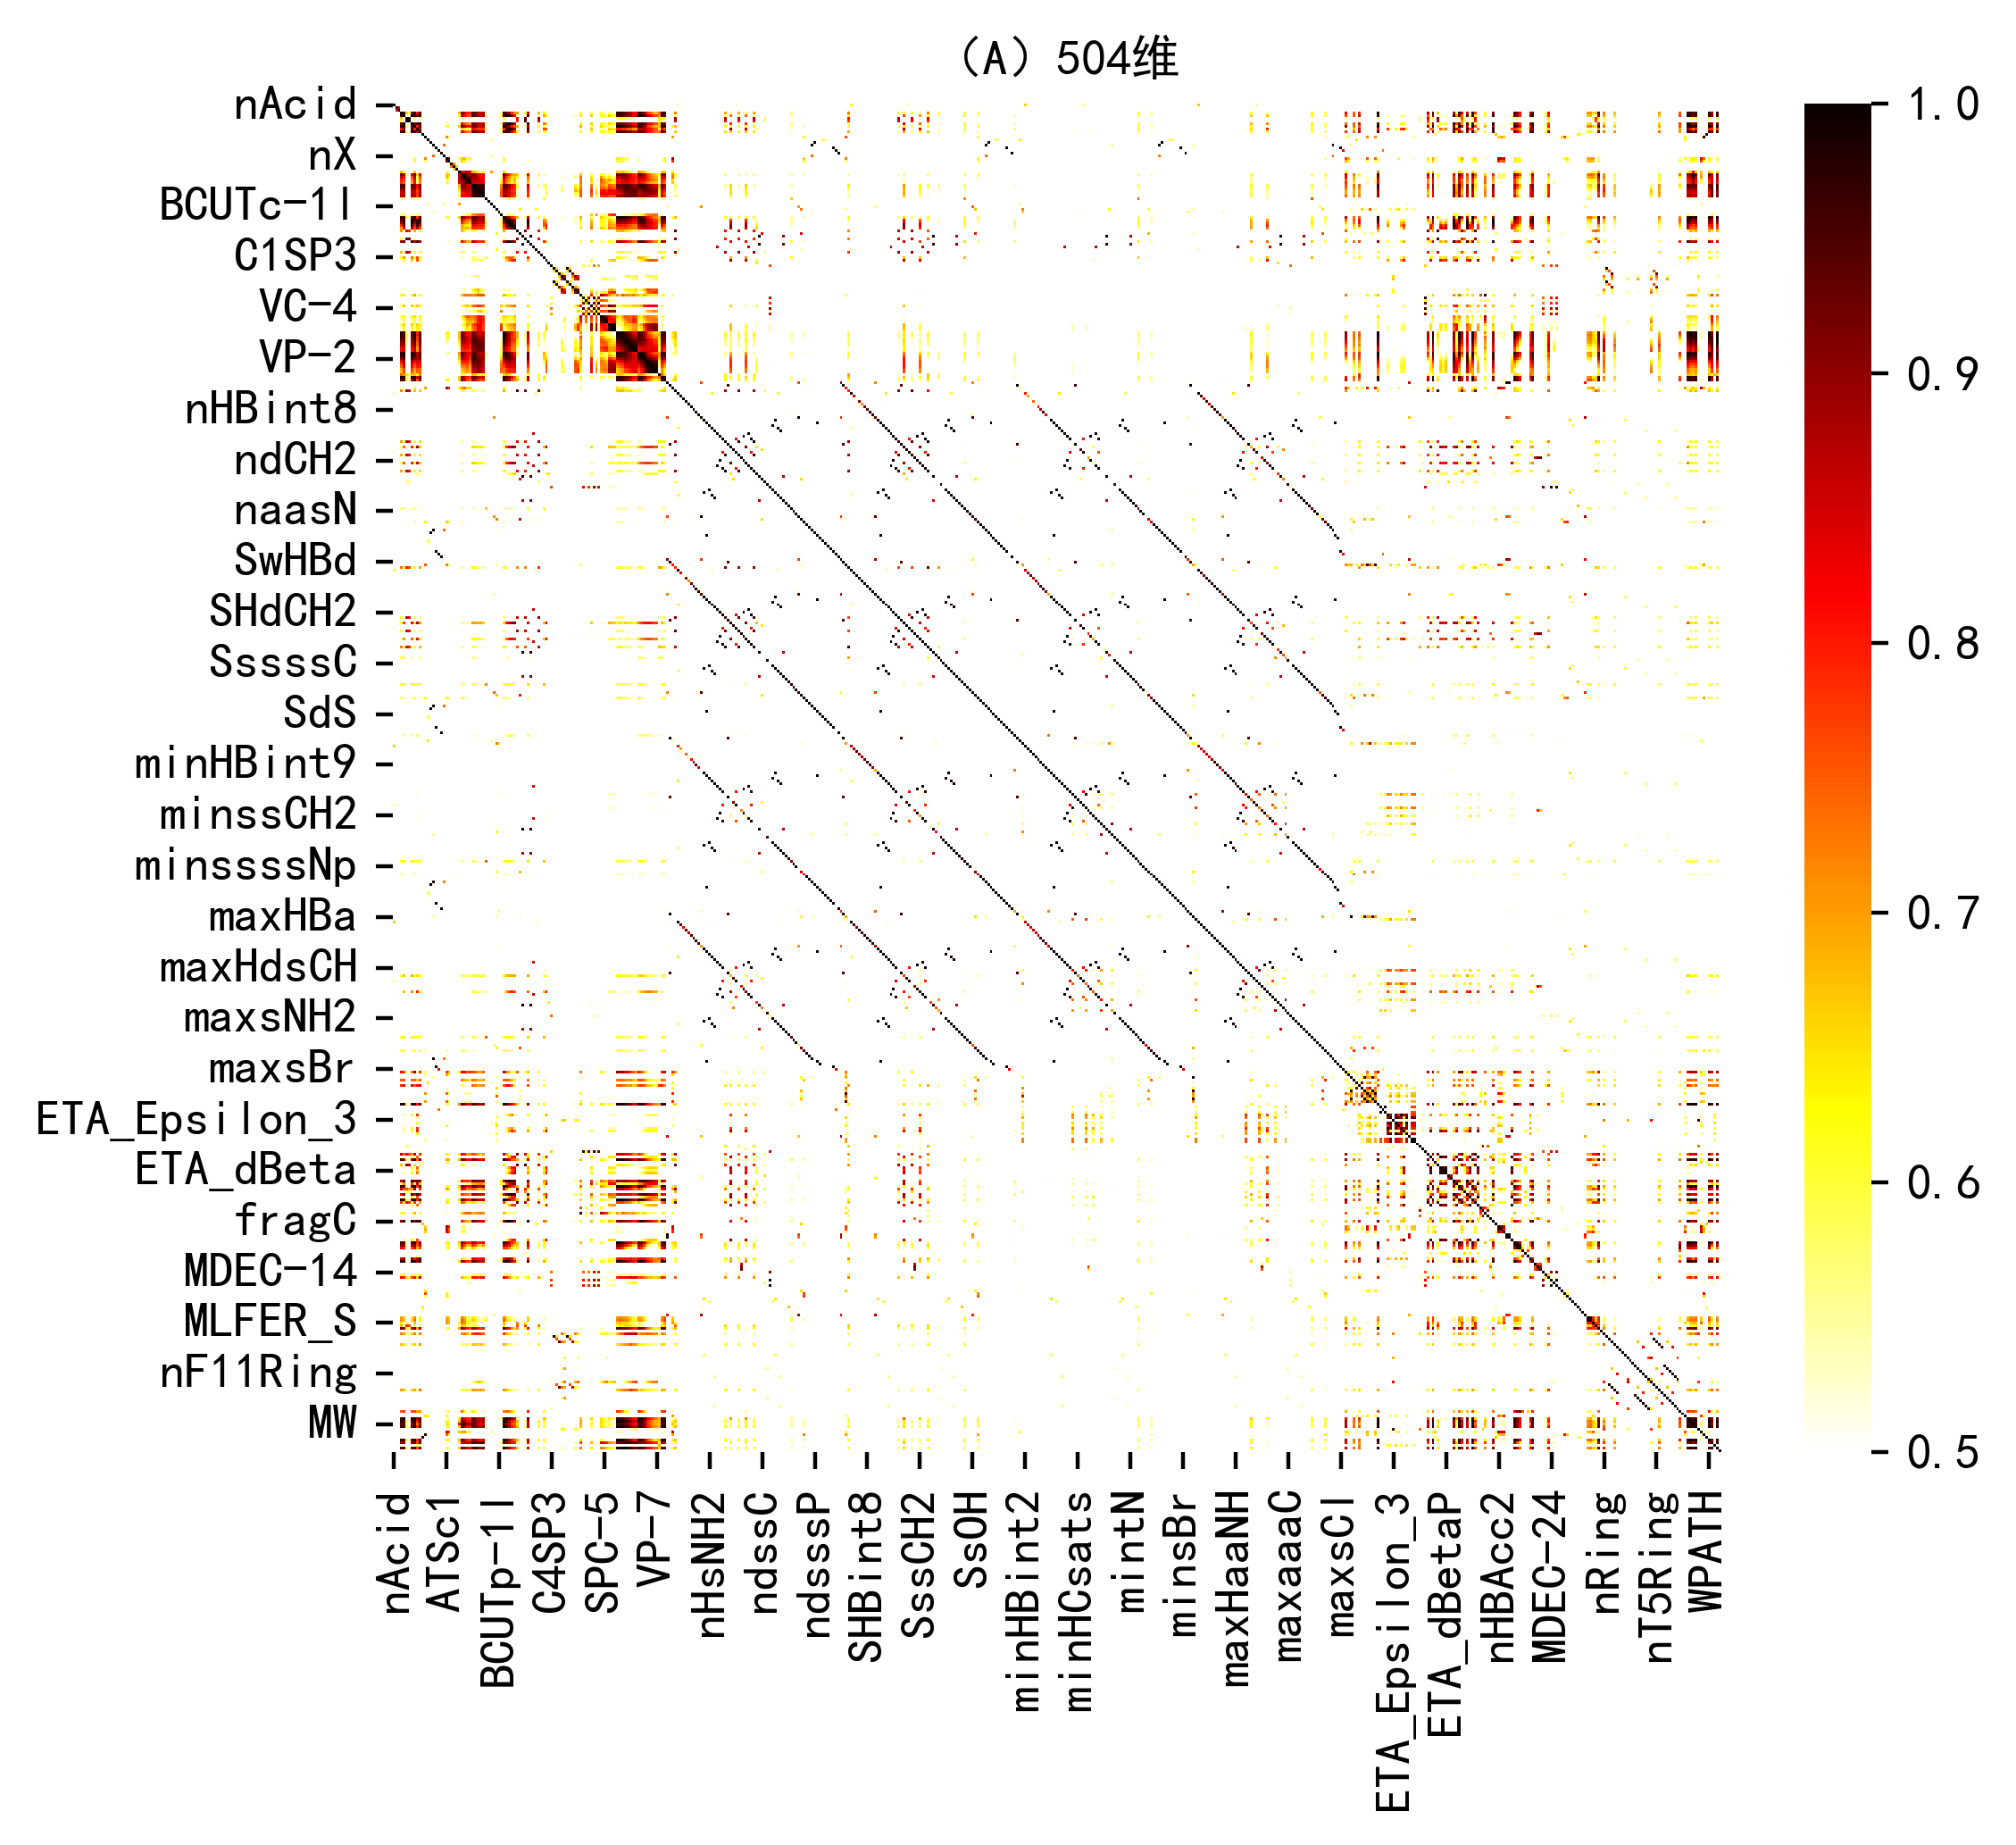 （A）504维
nAcid
nX
BCUTc-1l
C1SP3
VC-4
VP-2
nHBint8
ndCH2
naasN
SwHBd
SHdCH2
SsssssC
SdS
minHBint9
minssCH2
minssssNp
maxHBa
maxHdsCH
maxsNH2
maxsBr
ETA_Epsilon_3
ETA_dBeta
fragC
MDEC-14
MLFER_S
nF11Ring
MW
nAcid
ATSc1
BCUTp-1l
C4SP3
SPC-5
VP-7
nHsNH2
ndssC
ndsssP
SHBint8
SssCH2
SsOH
minHBint2
minHCsats
mintN
minsBr
maxHaaNH
maxaaaC
maxsCl
ETA_Epsilon_3
ETA_dBetaP
nHBAcc2
MDEC-24
nRing
nT5Ring
WPATH
1.0
0.9
0.8
0.7
0.6
0.5